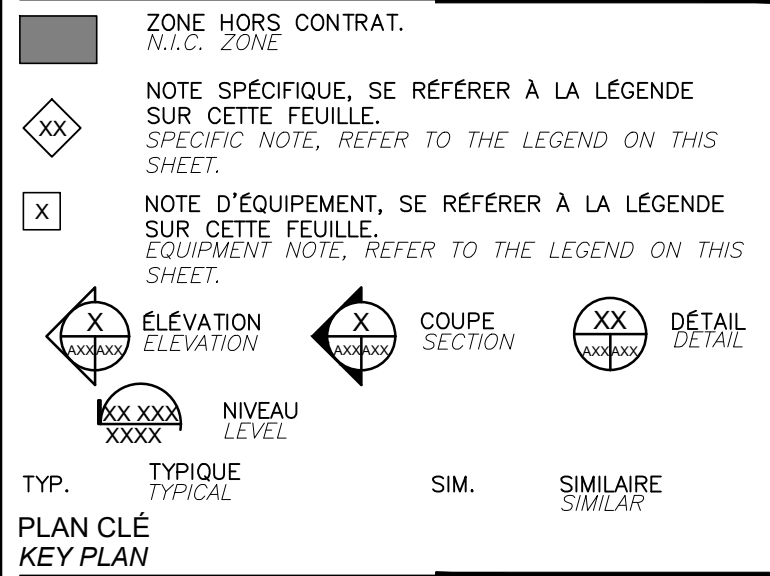 ZONE HORS CONTRAT.
N.I.C. ZONE
XX
NOTE SPÉCIFIQUE, SE RÉFÉRER À LA LÉGENDE
SUR CETTE FEUILLE.
SPECIFIC NOTE, REFER TO THE LEGEND ON THIS
SHEET.
X
NOTE D'ÉQUIPEMENT, SE RÉFÉRER À LA LÉGENDE
SUR CETTE FEUILLE.
EQUIPMENT NOTE, REFER TO THE LEGEND ON THIS
SHEET.
X
AXX AXX
ÉLÉVATION
ELEVATION
X
AXX AXX
COUPE
SECTION
XX
AXX AXX
DÉTAIL
DETAIL
XX XXX
XXXX
NIVEAU
LEVEL
TYP.
TYPIQUE
TYPICAL
SIM.
SIMILAIRE
SIMILAR
PLAN CLÉ
KEY PLAN